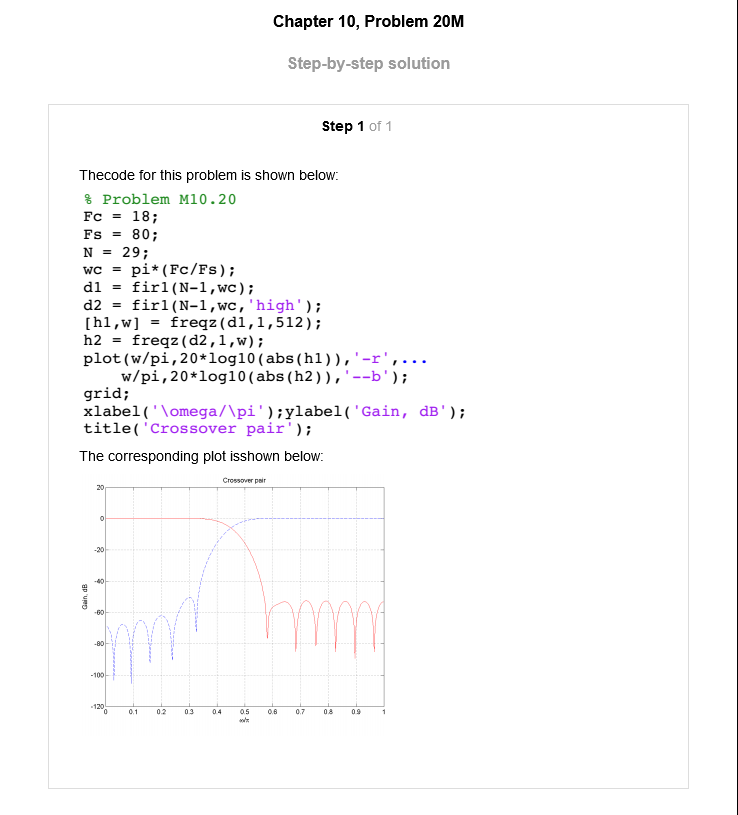 Chapter 10, Problem 20M
Step-by-step solution
Step 1 of 1
Thecode for this problem is shown below:
% Problem M10.20
Fc = 18;
Fs = 80;
N = 29;
wc = pi*(Fc/Fs);
d1 = fir1(N-1,wc);
d2 = fir1(N-1,wc,'high');
[h1,w] = freqz(d1,1,512);
h2 = freqz(d2,1,w);
plot(w/pi,20*log10(abs(h1)),'-r',...
w/pi,20*log10(abs(h2)),'--b');
grid;
xlabel('\omega/\pi');ylabel('Gain, dB');
title('Crossover pair');
The corresponding plot isshown below:
Crossover pair
20
0
-20
-40
-60
-80
-100
-120
Gain, dB
0 0.1 0.2 0.3 0.4 0.5 0.6 0.7 0.8 0.9 1
ω/π